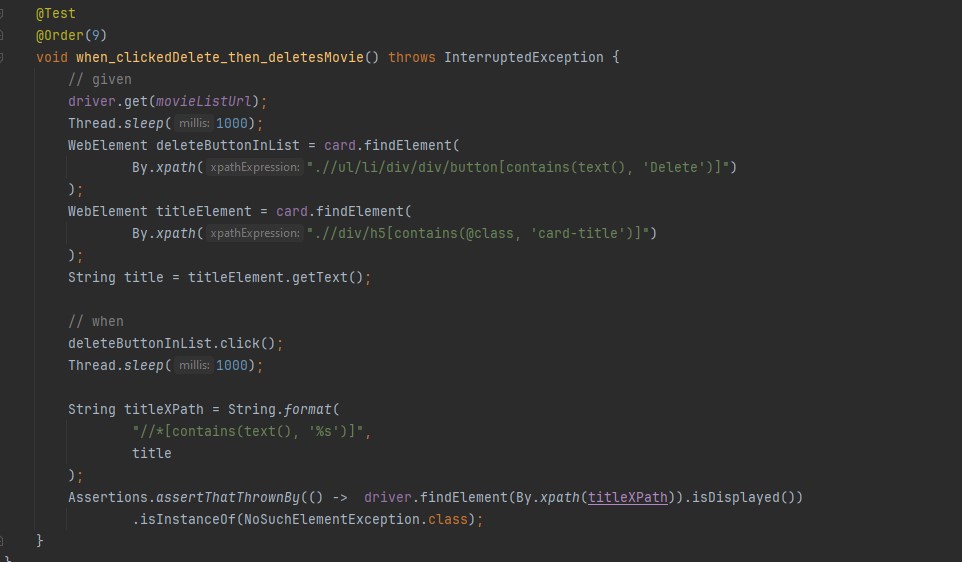 @Test
@Order(9)
void when_clickedDelete_then_deletesMovie() throws InterruptedException {
// given
driver.get(movieListUrl);
Thread.sleep( millis: 1000);
WebElement deleteButtonInList = card.findElement(
By.xpath( xpathExpression: ".//ul/li/div/div/button[contains(text(), 'Delete')]")
);
WebElement titleElement = card.findElement(
By.xpath( xpathExpression: ".//div/h5[contains(@class, 'card-title')]")
);
String title = titleElement.getText();
// when
deleteButtonInList.click();
Thread.sleep( millis: 1000);
String titleXPath = String.format(
"//*[contains(text(), '%s')]",
title
);
Assertions.assertThatThrownBy(() ->  driver.findElement(By.xpath(titleXPath)).isDisplayed())
.isInstanceOf(NoSuchElementException.class);
}
}